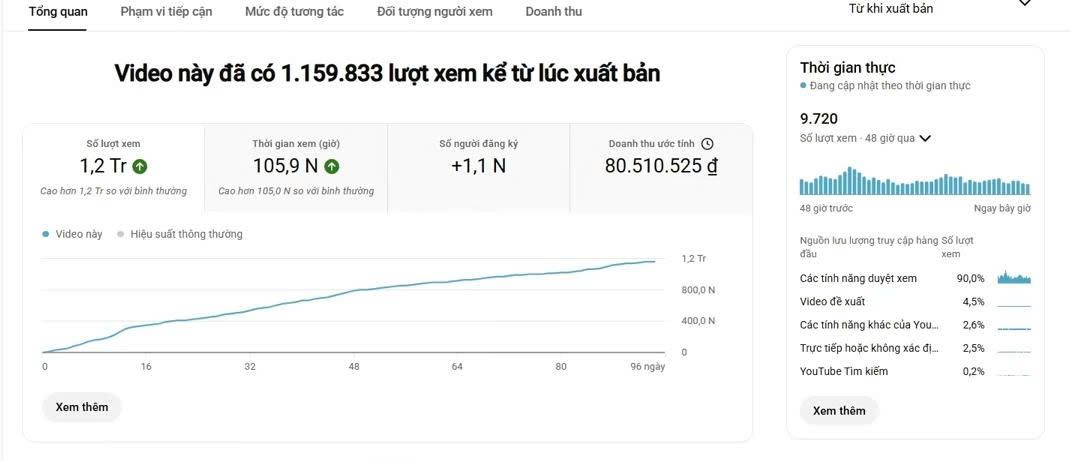 Tổng quan
Phạm vi tiếp cận
Mức độ tương tác
Đối tượng người xem
Doanh thu
Từ khi xuất bản
Video này đã có 1.159.833 lượt xem kể từ lúc xuất bản
Số lượt xem
1,2 Tr
Cao hơn 1,2 Tr so với bình thường
Thời gian xem (giờ)
105,9 N
Cao hơn 105,0 N so với bình thường
Số người đăng ký
+1,1 N
Doanh thu ước tính
80.510.525 ₫
Video này
Hiệu suất thông thường
1,2 Tr
800,0 N
400,0 N
0
0
16
32
48
64
80
96 ngày
Xem thêm
Thời gian thực
Đang cập nhật theo thời gian thực
9.720
Số lượt xem · 48 giờ qua
48 giờ trước
Ngay bây giờ
Nguồn lưu lượng truy cập hàng Số lượt
đầu xem
Các tính năng duyệt xem 90,0%
Video đề xuất 4,5%
Các tính năng khác của You... 2,6%
Trực tiếp hoặc không xác đị... 2,5%
YouTube Tìm kiếm 0,2%
Xem thêm